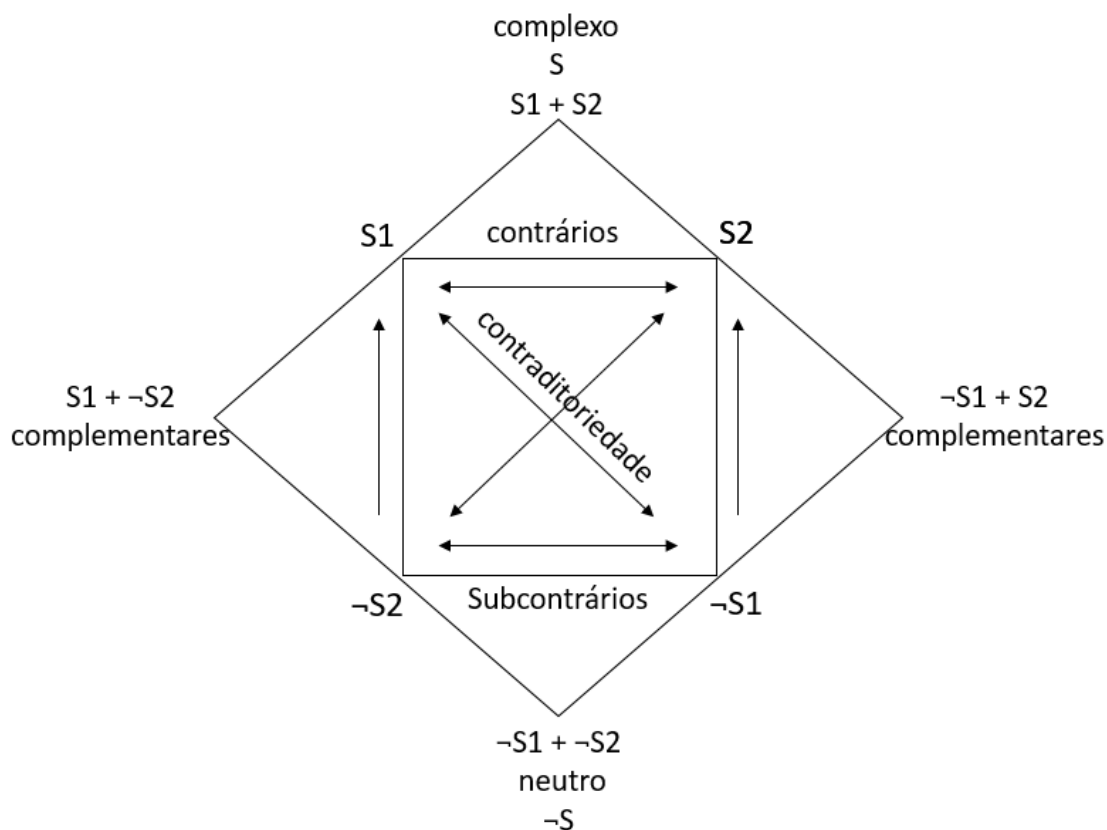 complexo
S
S1 + S2
S1
contrários
S2
contraditoriedade
S1 + ¬S2
complementares
¬S1 + S2
complementares
¬S2
Subcontrários
¬S1
¬S1 + ¬S2
neutro
¬S